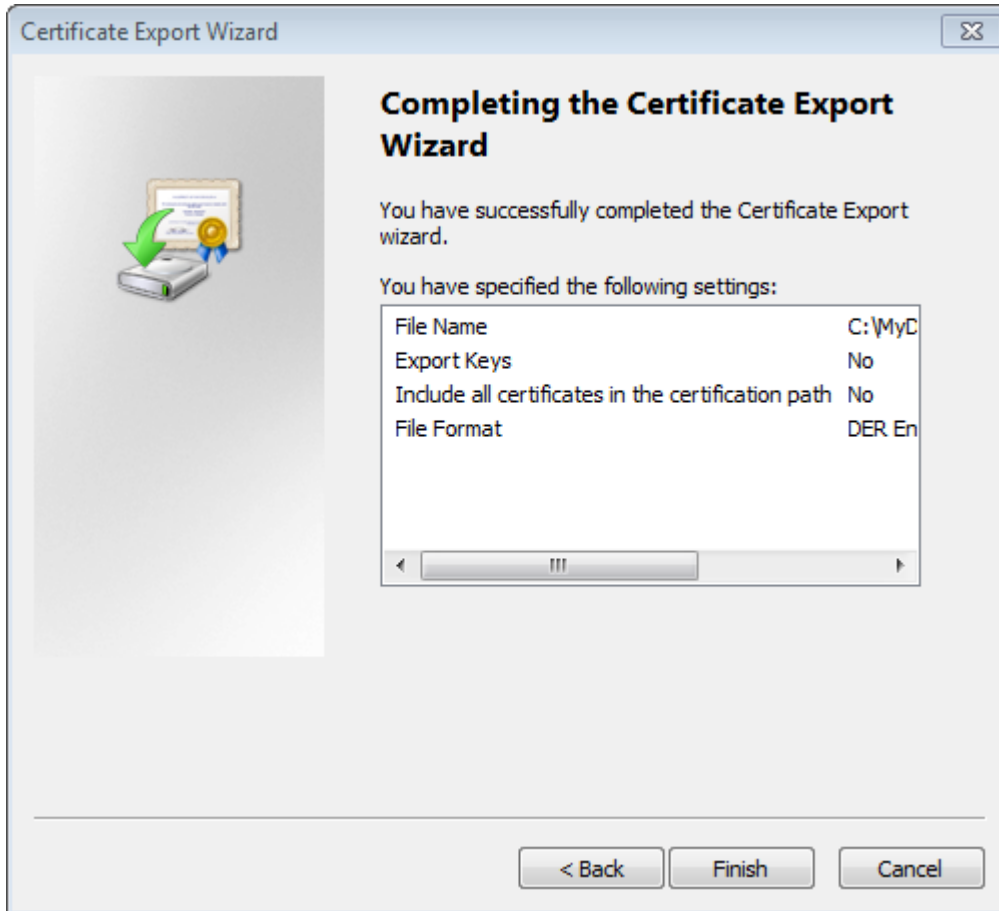 Certificate Export Wizard
Completing the Certificate Export
Wizard
You have successfully completed the Certificate Export
wizard.
You have specified the following settings:
File Name C:\MyD
Export Keys No
Include all certificates in the certification path No
File Format DER En
< Back Finish Cancel